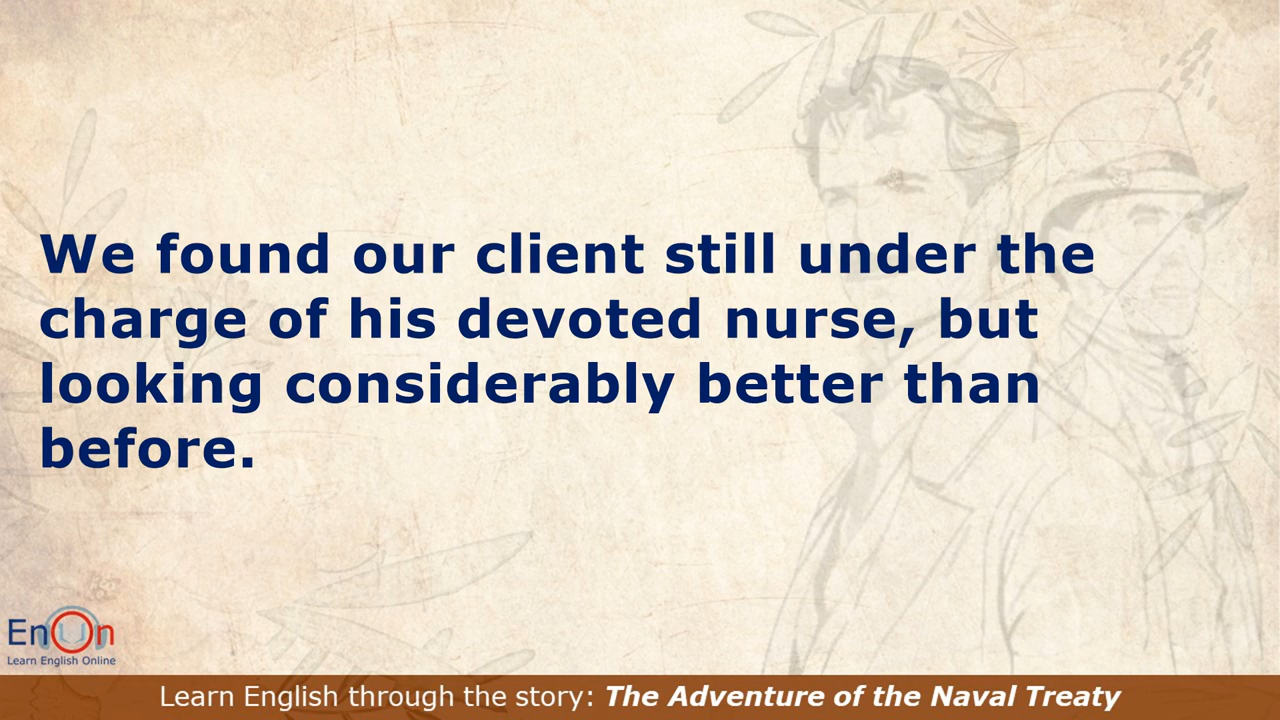 We found our client still under the
charge of his devoted nurse, but
looking considerably better than
before.
EnOn
Learn English Online
Learn English through the story: The Adventure of the Naval Treaty